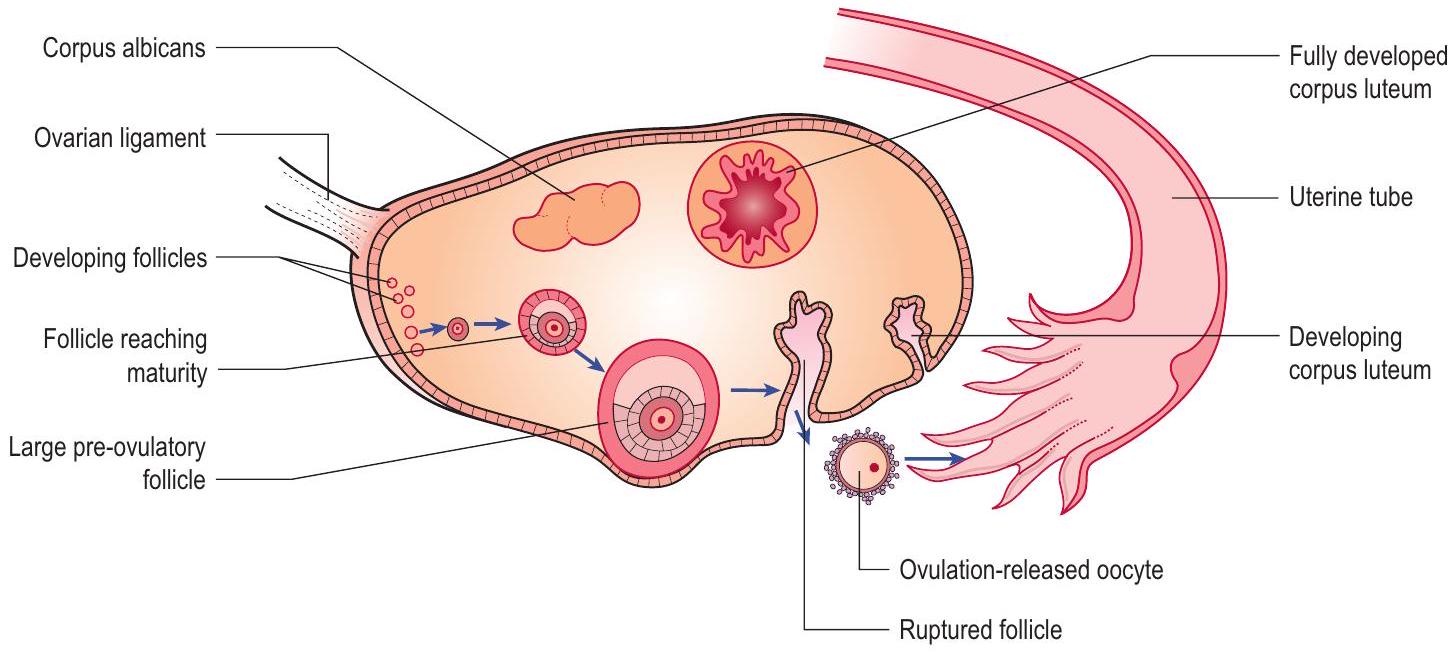 Corpus albicans
Ovarian ligament
Developing follicles
Follicle reaching
maturity
Large pre-ovulatory
follicle
Fully developed
corpus luteum
Uterine tube
Developing
corpus luteum
Ovulation-released oocyte
Ruptured follicle